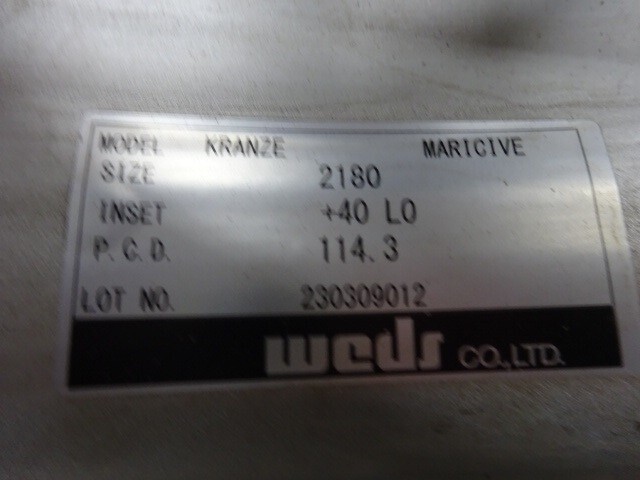 MODEL KRANZE MARICIVE
SIZE 2180
INSET +40 LO
P.C.D. 114.3
LOT NO. 230309012
weds CO.,LTD.